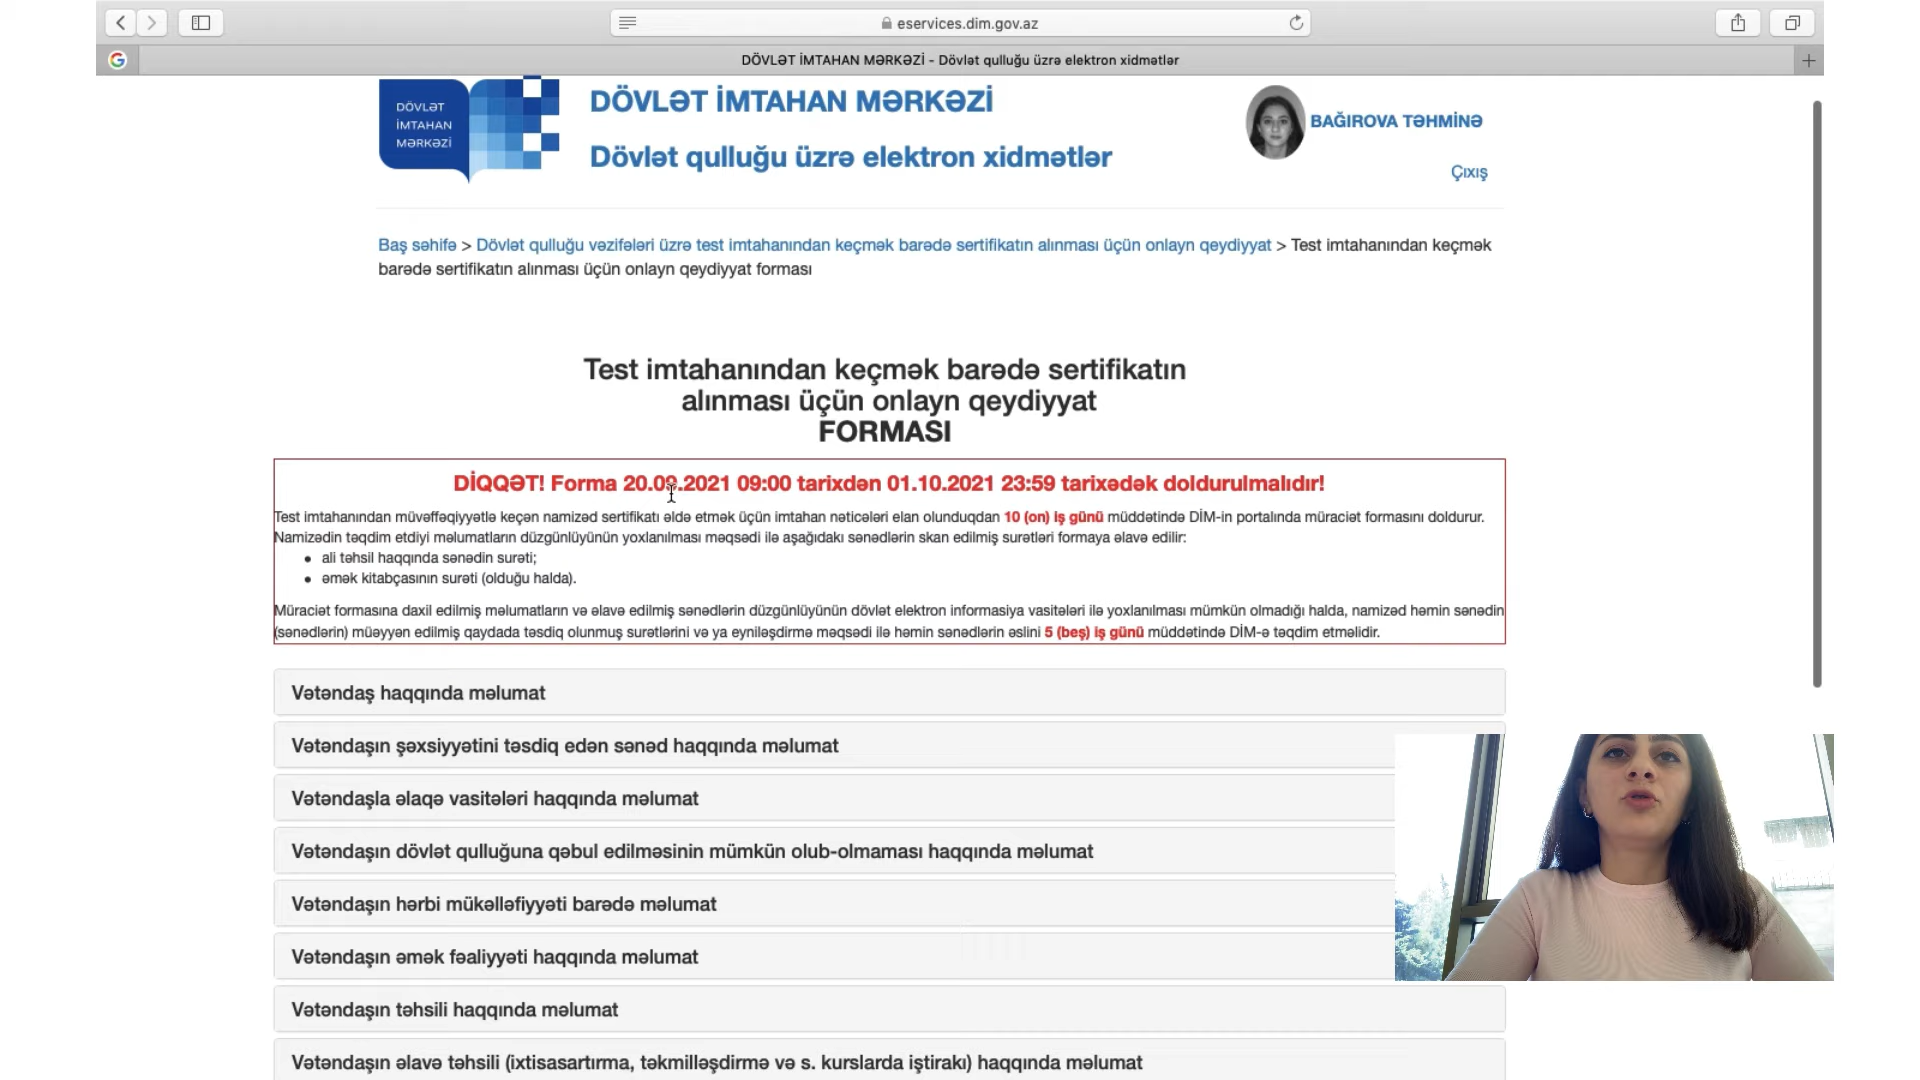 eservices.dim.gov.az
DÖVLƏT İMTAHAN MƏRKƏZİ - Dövlət qulluğu üzrə elektron xidmətlər
DÖVLƏT
İMTAHAN
MƏRKƏZİ
DÖVLƏT İMTAHAN MƏRKƏZİ
Dövlət qulluğu üzrə elektron xidmətlər
BAĞIROVA TƏHMİNƏ
Çıxış
Baş səhifə > Dövlət qulluğu vəzifələri üzrə test imtahanından keçmək barədə sertifikatın alınması üçün onlayn qeydiyyat > Test imtahanından keçmək
barədə sertifikatın alınması üçün onlayn qeydiyyat forması
Test imtahanından keçmək barədə sertifikatın
alınması üçün onlayn qeydiyyat
FORMASI
DİQQƏT! Forma 20.09.2021 09:00 tarixdən 01.10.2021 23:59 tarixədək doldurulmalıdır!
Test imtahanından müvəffəqiyyətlə keçən namizəd sertifikatı əldə etmək üçün imtahan nəticələri elan olunduqdan 10 (on) iş günü müddətində DİM-in portalında müraciət formasını doldurur.
Namizədin təqdim etdiyi məlumatların düzgünlüyünün yoxlanılması məqsədi ilə aşağıdakı sənədlərin skan edilmiş surətləri formaya əlavə edilir:
• ali təhsil haqqında sənədin surəti;
• əmək kitabçasının surəti (olduğu halda).
Müraciət formasına daxil edilmiş məlumatların və əlavə edilmiş sənədlərin düzgünlüyünün dövlət elektron informasiya vasitələri ilə yoxlanılması mümkün olmadığı halda, namizəd həmin sənədin
(sənədlərin) müəyyən edilmiş qaydada təsdiq olunmuş surətlərini və ya eyniləşdirmə məqsədi ilə həmin sənədlərin əslini 5 (beş) iş günü müddətində DİM-ə təqdim etməlidir.
Vətəndaş haqqında məlumat
Vətəndaşın şəxsiyyətini təsdiq edən sənəd haqqında məlumat
Vətəndaşla əlaqə vasitələri haqqında məlumat
Vətəndaşın dövlət qulluğuna qəbul edilməsinin mümkün olub-olmaması haqqında məlumat
Vətəndaşın hərbi mükəlləfiyyəti barədə məlumat
Vətəndaşın əmək fəaliyyəti haqqında məlumat
Vətəndaşın təhsili haqqında məlumat
Vətəndaşın əlavə təhsili (ixtisasartırma, təkmilləşdirmə və s. kurslarda iştirakı) haqqında məlumat